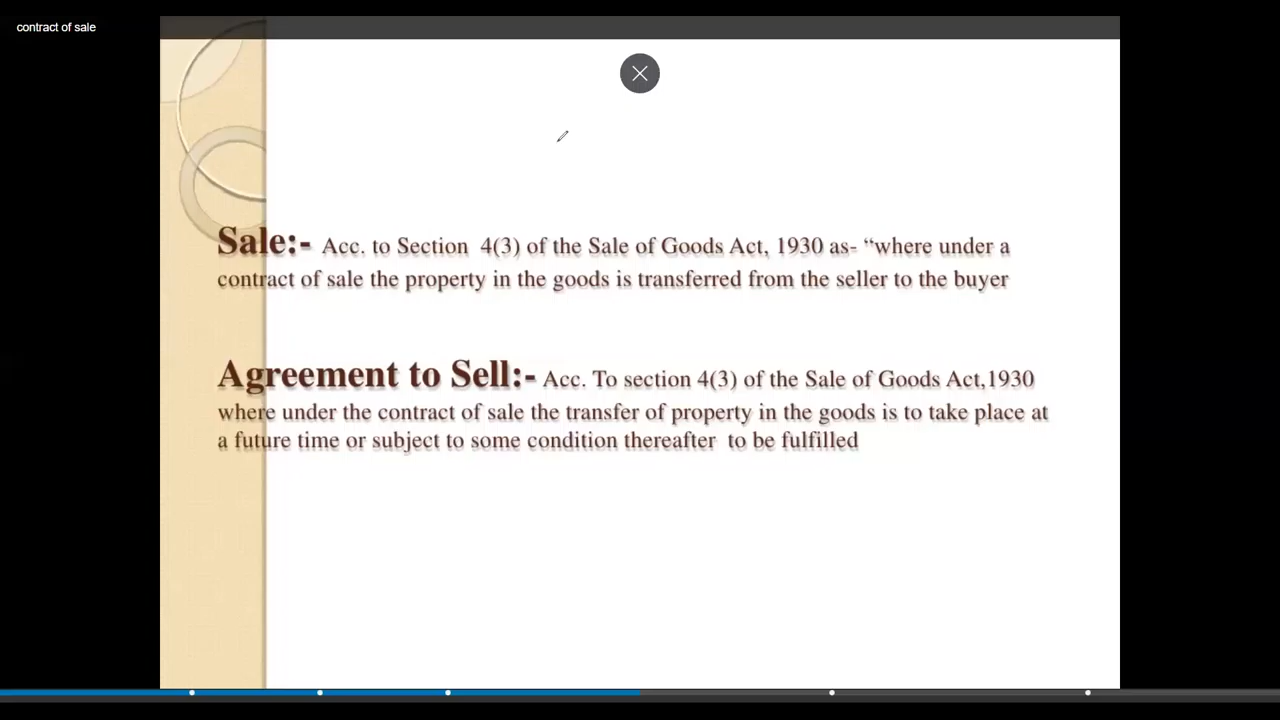 contract of sale
Sale:- Acc. to Section 4(3) of the Sale of Goods Act, 1930 as- “where under a
contract of sale the property in the goods is transferred from the seller to the buyer
Agreement to Sell:- Acc. To section 4(3) of the Sale of Goods Act,1930
where under the contract of sale the transfer of property in the goods is to take place at
a future time or subject to some condition thereafter to be fulfilled